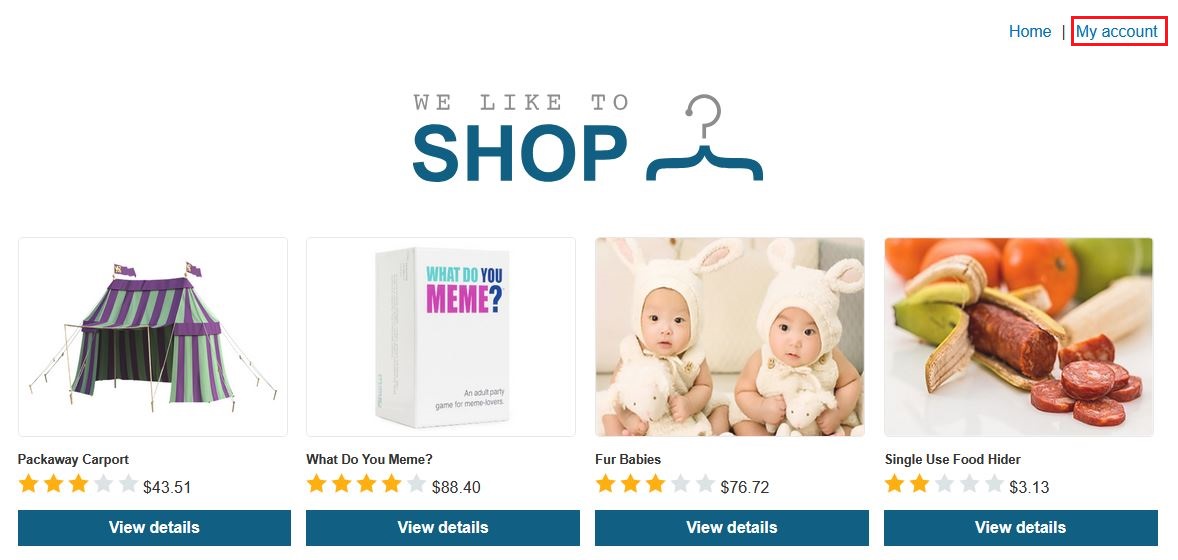 Home | My account
WE LIKE TO
SHOP
WHAT DO YOU
MEME?
An adult party
game for meme-lovers.
Packaway Carport
What Do You Meme?
Fur Babies
Single Use Food Hider
$43.51
$88.40
$76.72
$3.13
View details
View details
View details
View details